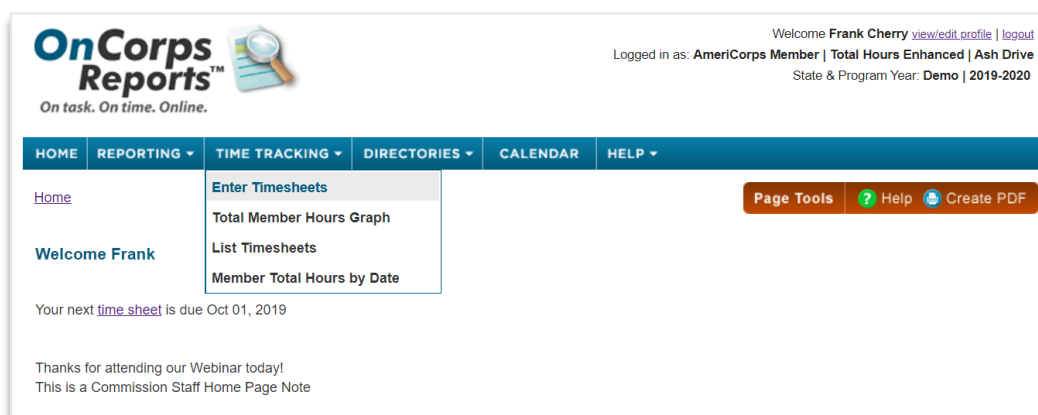 OnCorps
Reports™
On task. On time. Online.
Welcome Frank Cherry view/edit profile | logout
Logged in as: AmeriCorps Member | Total Hours Enhanced | Ash Drive
State & Program Year: Demo | 2019-2020
HOME REPORTING TIME TRACKING DIRECTORIES CALENDAR HELP
Home
Enter Timesheets
Total Member Hours Graph
List Timesheets
Member Total Hours by Date
Page Tools ? Help Create PDF
Welcome Frank
Your next time sheet is due Oct 01, 2019
Thanks for attending our Webinar today!
This is a Commission Staff Home Page Note